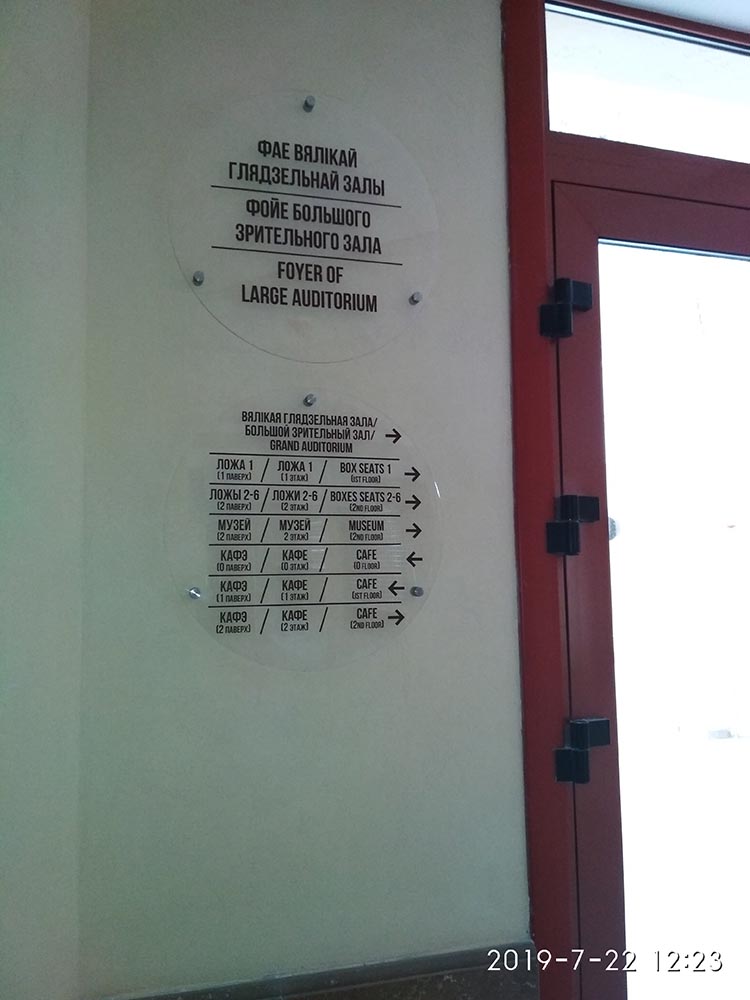 ФАЕ ВЯЛІКАЙ
ГЛЯДЗЕЛЬНАЙ ЗАЛЫ
ФОЙЕ БОЛЬШОГО
ЗРИТЕЛЬНОГО ЗАЛА
FOYER OF
LARGE AUDITORIUM
ВЯЛІКАЯ ГЛЯДЗЕЛЬНАЯ ЗАЛА/
БОЛЬШОЙ ЗРИТЕЛЬНЫЙ ЗАЛ/ →
GRAND AUDITORIUM
ЛОЖА 1 / ЛОЖА 1 / BOX SEATS 1 →
(1 ПАВЕРХ) (1 ЭТАЖ) (1ST FLOOR)
ЛОЖЫ 2-6 / ЛОЖИ 2-6 / BOXES SEATS 2-6 →
(2 ПАВЕРХ) (2 ЭТАЖ) (2ND FLOOR)
МУЗЕЙ / МУЗЕЙ / MUSEUM →
(2 ПАВЕРХ) 2 ЭТАЖ) (2ND FLOOR)
КАФЭ / КАФЕ / CAFE ←
(0 ПАВЕРХ) (0 ЭТАЖ) (0 FLOOR)
КАФЭ / КАФЕ / CAFE ←
(1 ПАВЕРХ) (1 ЭТАЖ) (1ST FLOOR)
КАФЭ / КАФЕ / CAFE →
(2 ПАВЕРХ) (2 ЭТАЖ) (2ND FLOOR)
2019-7-22 12:23